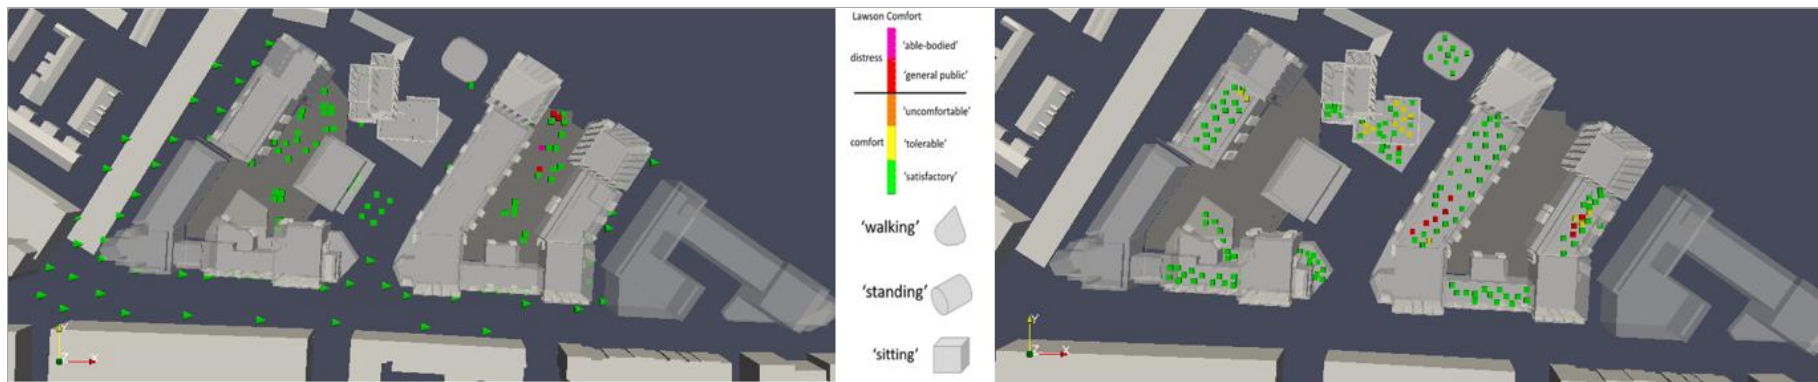 Lawson Comfort
distress
'able-bodied'
'general public'
'uncomfortable'
comfort
'tolerable'
'satisfactory'
'walking'
'standing'
'sitting'
Y
Z X
Y
Z X